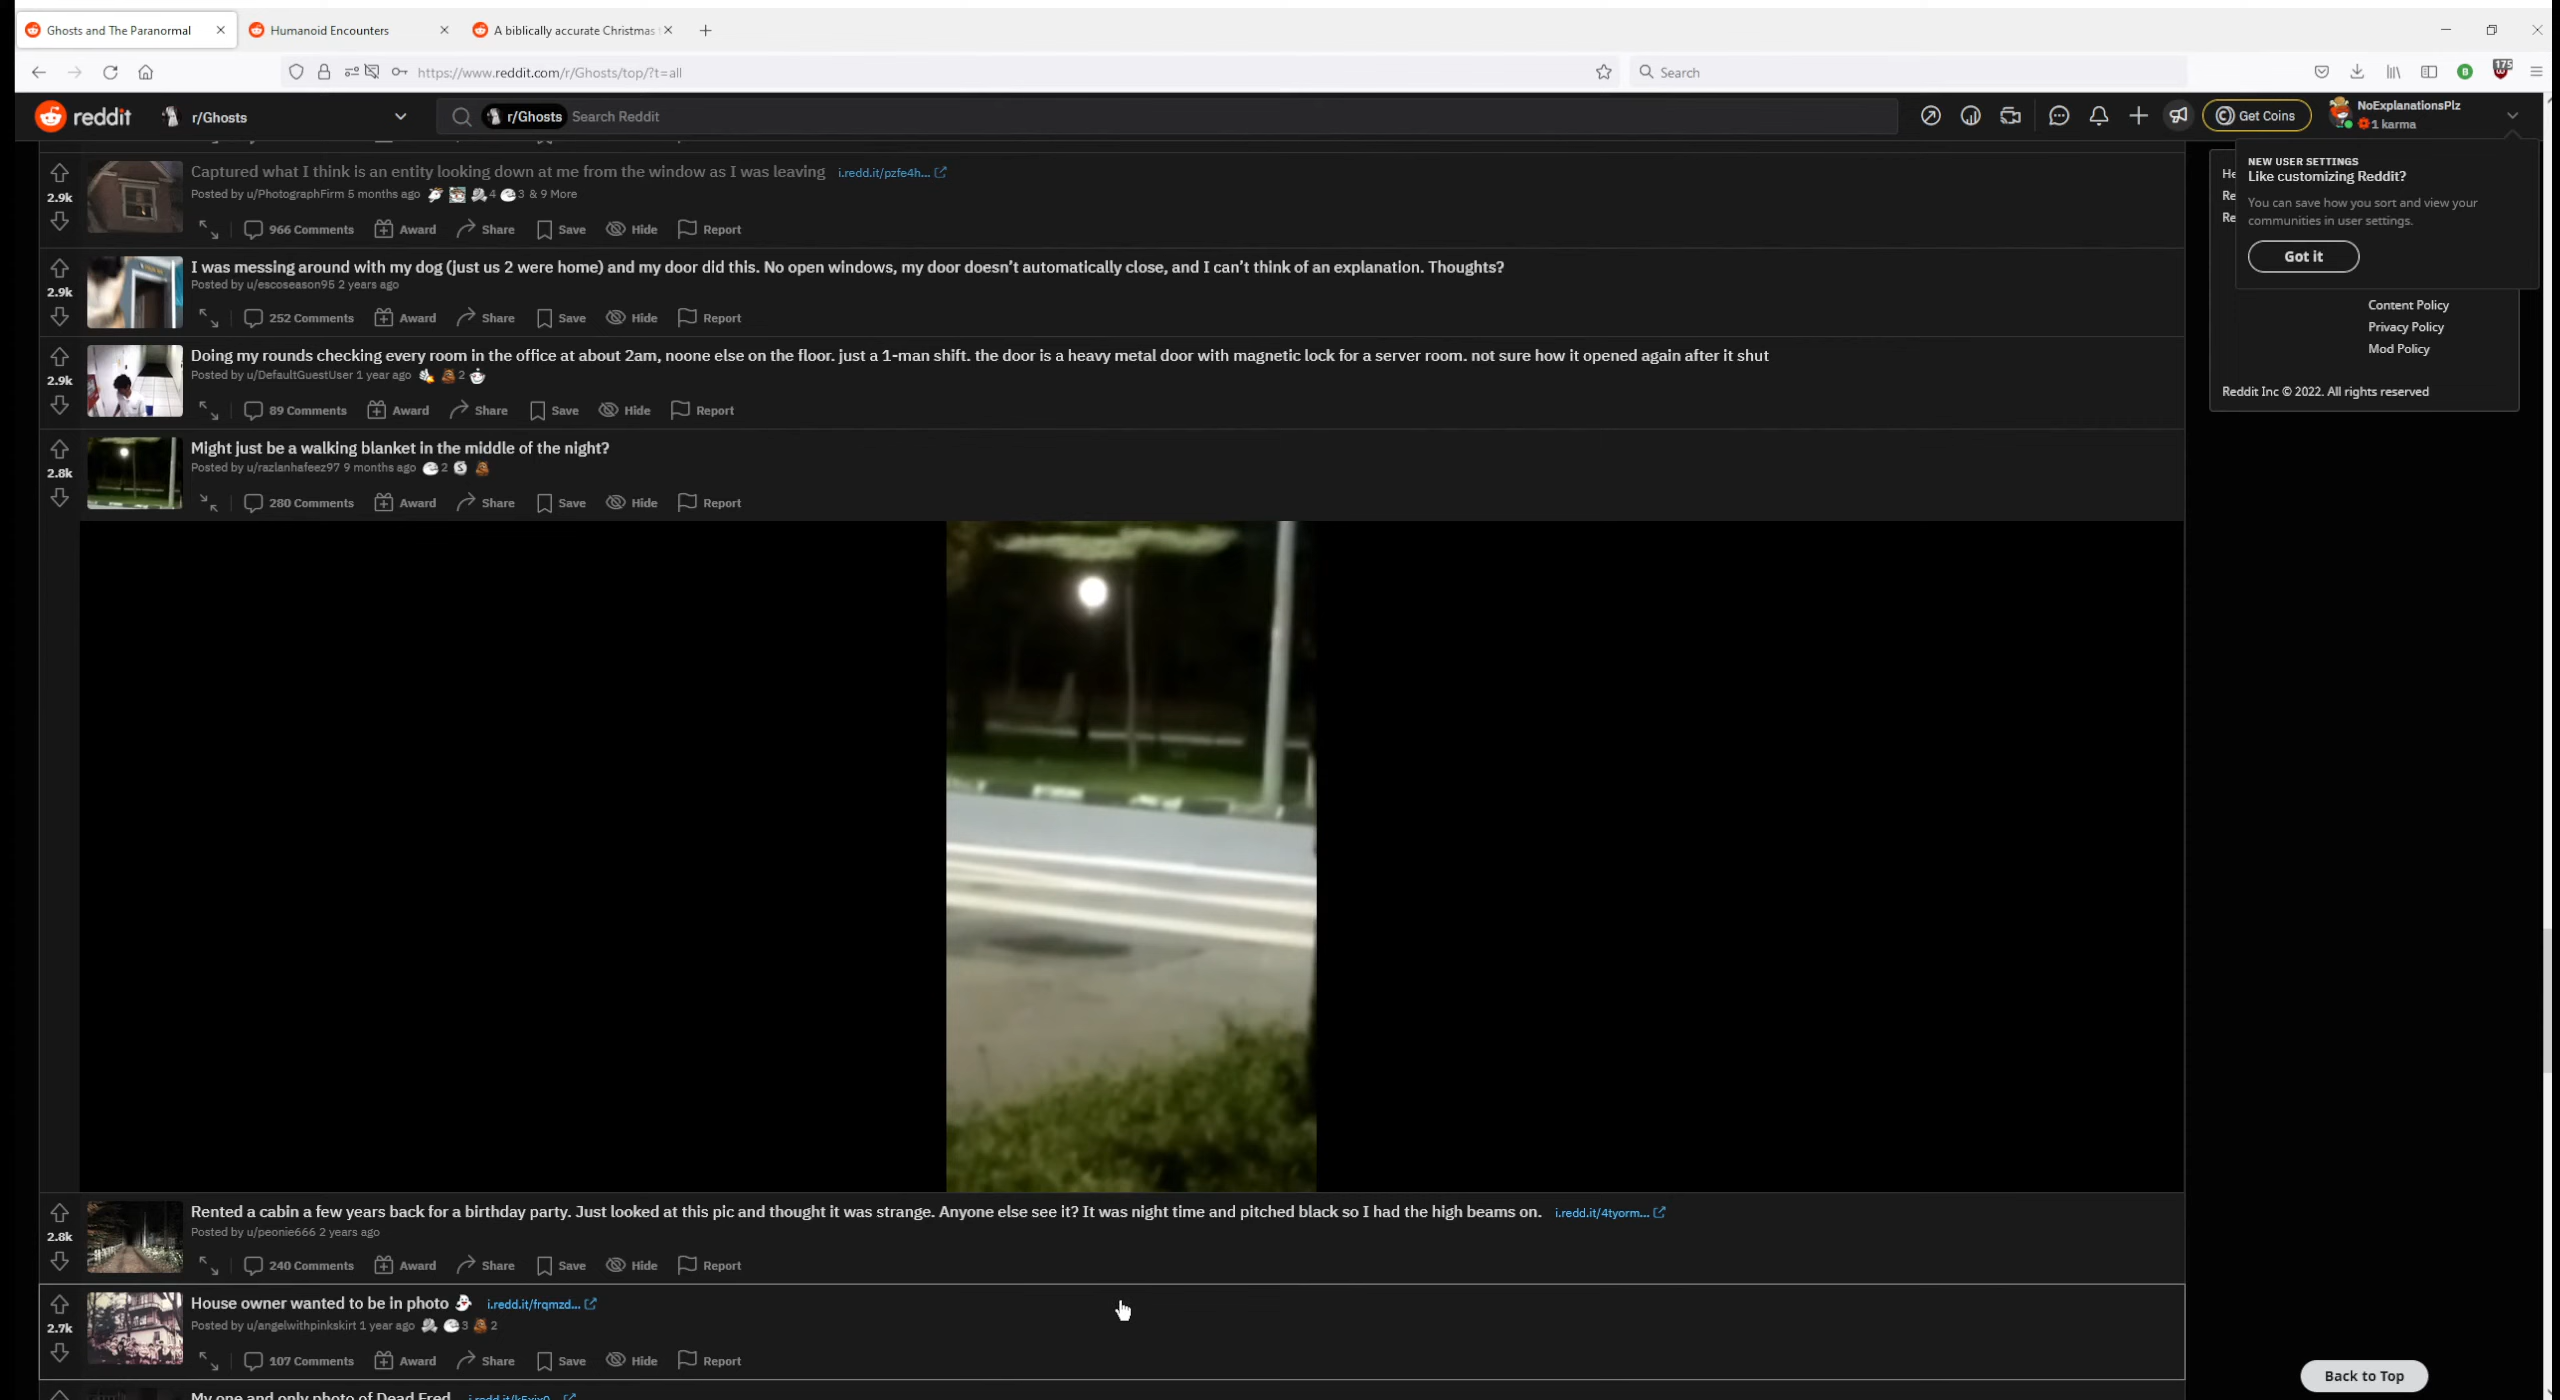 Ghosts and The Paranormal
Humanoid Encounters
A biblically accurate Christmas
https://www.reddit.com/r/Ghosts/top/?t=all
Search
175
reddit
r/Ghosts
r/Ghosts Search Reddit
Get Coins
NoExplanationsPlz
1 karma
NEW USER SETTINGS
Like customizing Reddit?
You can save how you sort and view your
communities in user settings.
Got it
He
Re
Re
Content Policy
Privacy Policy
Mod Policy
Reddit Inc © 2022. All rights reserved
2.9k
Captured what I think is an entity looking down at me from the window as I was leaving i.redd.it/pzfe4h...
Posted by u/PhotographFirm 5 months ago 4 3 & 9 More
966 Comments Award Share Save Hide Report
2.9k
I was messing around with my dog (just us 2 were home) and my door did this. No open windows, my door doesn't automatically close, and I can't think of an explanation. Thoughts?
Posted by u/escoseason95 2 years ago
252 Comments Award Share Save Hide Report
2.9k
Doing my rounds checking every room in the office at about 2am, noone else on the floor. just a 1-man shift. the door is a heavy metal door with magnetic lock for a server room. not sure how it opened again after it shut
Posted by u/DefaultGuestUser 1 year ago 2
89 Comments Award Share Save Hide Report
2.8k
Might just be a walking blanket in the middle of the night?
Posted by u/razlanhafeez97 9 months ago 2
280 Comments Award Share Save Hide Report
2.8k
Rented a cabin a few years back for a birthday party. Just looked at this pic and thought it was strange. Anyone else see it? It was night time and pitched black so I had the high beams on. i.redd.it/4tyorm...
Posted by u/peonie666 2 years ago
240 Comments Award Share Save Hide Report
2.7k
House owner wanted to be in photo 👻 i.redd.it/frqmzd...
Posted by u/angelwithpinkskirt 1 year ago 3 2
107 Comments Award Share Save Hide Report
My one and only photo of Dead Fred
Back to Top